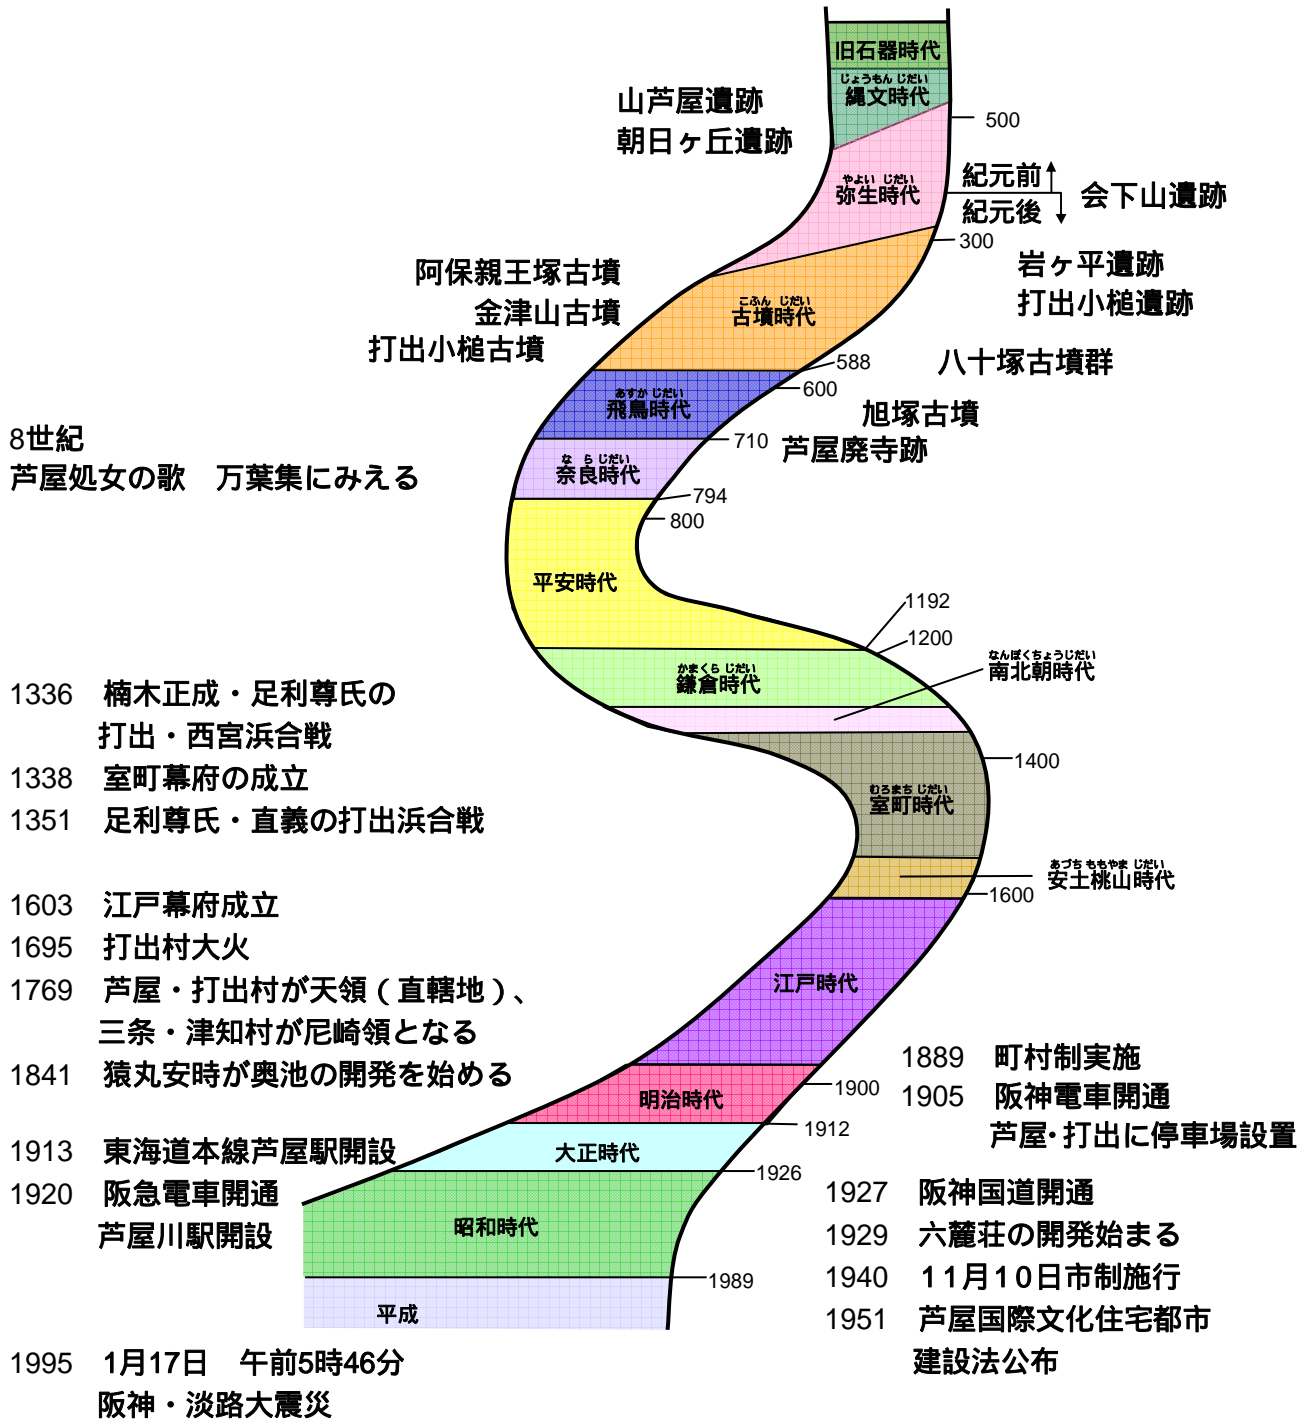 旧石器時代
じょうもん じだい
縄文時代
山芦屋遺跡
朝日ヶ丘遺跡
500
やよい じだい
弥生時代
紀元前
紀元後
会下山遺跡
300
岩ヶ平遺跡
打出小槌遺跡
阿保親王塚古墳
金津山古墳
打出小槌古墳
こふん じだい
古墳時代
588
八十塚古墳群
600
あすか じだい
飛鳥時代
旭塚古墳
710
芦屋廃寺跡
8世紀
芦屋処女の歌 万葉集にみえる
な ら じだい
奈良時代
794
800
平安時代
1192
1200
かまくら じだい
鎌倉時代
なんぼくちょうじだい
南北朝時代
1336 楠木正成・足利尊氏の
打出・西宮浜合戦
1338 室町幕府の成立
1351 足利尊氏・直義の打出浜合戦
1400
むろまち じだい
室町時代
あづち ももやま じだい
安土桃山時代
1600
1603 江戸幕府成立
1695 打出村大火
1769 芦屋・打出村が天領(直轄地)、
三条・津知村が尼崎領となる
1841 猿丸安時が奥池の開発を始める
江戸時代
1889 町村制実施
1900
1905 阪神電車開通
芦屋・打出に停車場設置
明治時代
1912
1913 東海道本線芦屋駅開設
大正時代
1926
1920 阪急電車開通
芦屋川駅開設
昭和時代
1927 阪神国道開通
1929 六麓荘の開発始まる
1940 11月10日市制施行
1951 芦屋国際文化住宅都市
建設法公布
1989
平成
1995 1月17日 午前5時46分
阪神・淡路大震災